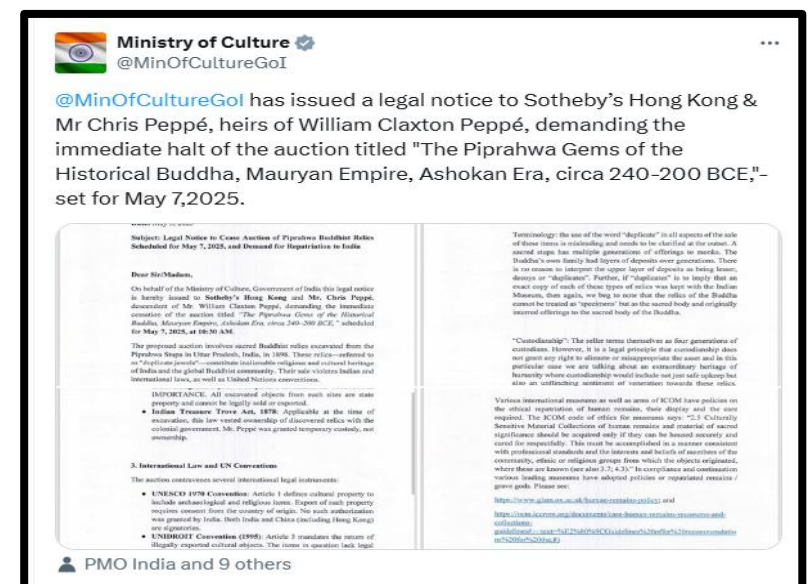 Ministry of Culture
@MinOfCultureGoI
@MinOfCultureGoI has issued a legal notice to Sotheby's Hong Kong &
Mr Chris Peppé, heirs of William Claxton Peppé, demanding the
immediate halt of the auction titled "The Piprahwa Gems of the
Historical Buddha, Mauryan Empire, Ashokan Era, circa 240-200 BCE,"-
set for May 7,2025.
Subject: Legal Notice to Cease Auction of Piprahwa Buddhist Relics
Scheduled for May 7, 2025, and Demand for Repatriation to India
Dear Sir/Madam,
On behalf of the Ministry of Culture, Government of India this legal notice
is hereby issued to Sotheby's Hong Kong and Mr. Chris Peppé,
descendent of Mr. William Claxton Peppé, demanding the immediate
cessation of the auction titled "The Piprahwa Gems of the Historical
Buddha, Mauryan Empire, Ashokan Era, circa 240-200 BCE," scheduled
for May 7, 2025, at 10:30 AM.
The proposed auction involves sacred Buddhist relics excavated from the
Piprahwa Stupa in Uttar Pradesh, India, in 1898. These relics—referred to
as "duplicate jewels"—constitute inalienable religious and cultural heritage
of India and the global Buddhist community. Their sale violates Indian and
international laws, as well as United Nations conventions.
IMPORTANCE. All excavated objects from such sites are state
property and cannot be legally sold or exported.
• Indian Treasure Trove Act, 1878: Applicable at the time of
excavation, this law vested ownership of discovered relics with the
colonial government. Mr. Peppé was granted temporary custody, not
ownership.
3. International Law and UN Conventions
The auction contravenes several international legal instruments:
• UNESCO 1970 Convention: Article 1 defines cultural property to
include archaeological and religious items. Export of such property
requires consent from the country of origin. No such authorization
was granted by India. Both India and China (including Hong Kong)
are signatories.
• UNIDROIT Convention (1995): Article 3 mandates the return of
illegally exported cultural objects. The items in question lack legal
Terminology: the use of the word "duplicate" in all aspects of the sale
of these items is misleading and needs to be clarified at the outset. A
sacred stupa has multiple generations of offerings to monks. The
Buddha's own family had layers of deposits over generations. There
is no reason to interpret the upper layer of deposits as being lesser,
decoys or "duplicates". Further, if "duplicates" is to imply that an
exact copy of each of these types of relics was kept with the Indian
Museum, then again, we beg to note that the relics of the Buddha
cannot be treated as "specimens" but as the sacred body and originally
interred offerings to the sacred body of the Buddha.
"Custodianship": The seller terms themselves as four generations of
custodians. However, it is a legal principle that custodianship does
not grant any right to alienate or misappropriate the asset and in this
particular case we are talking about an extraordinary heritage of
humanity where custodianship would include not just safe upkeep but
also an unflinching sentiment of veneration towards these relics.
Various international museums as well as arms of ICOM have policies on
the ethical repatriation of human remains, their display and the care
required. The ICOM code of ethics for museums says: "2.5 Culturally
Sensitive Material Collections of human remains and material of sacred
significance should be acquired only if they can be housed securely and
cared for respectfully. This must be accomplished in a manner consistent
with professional standards and the interests and beliefs of members of the
community, ethnic or religious groups from which the objects originated,
where these are known (see also 3.7; 4.3)." In compliance and continuation
various leading museums have adopted policies or repatriated remains /
grave gods. Please see:
PMO India and 9 others